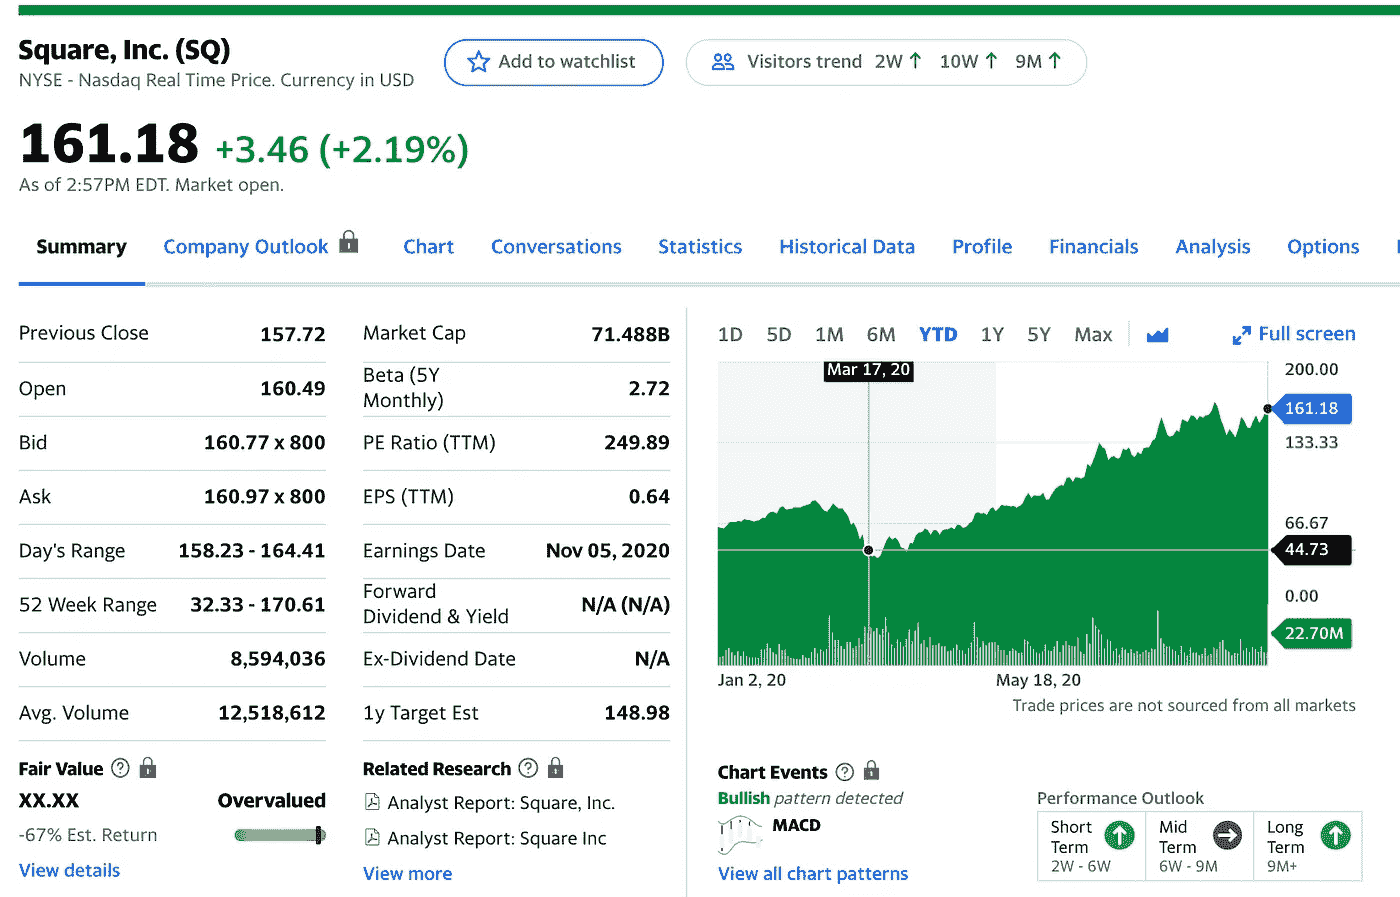 Square, Inc. (SQ)
NYSE - Nasdaq Real Time Price. Currency in USD
Add to watchlist
Visitors trend 2W 10W 9M
161.18 +3.46 (+2.19%)
As of 2:57PM EDT. Market open.
Summary Company Outlook Chart Conversations Statistics Historical Data Profile Financials Analysis Options
Previous Close 157.72
Open 160.49
Bid 160.77 x 800
Ask 160.97 x 800
Day's Range 158.23 - 164.41
52 Week Range 32.33 - 170.61
Volume 8,594,036
Avg. Volume 12,518,612
Market Cap 71.488B
Beta (5Y
Monthly) 2.72
PE Ratio (TTM) 249.89
EPS (TTM) 0.64
Earnings Date Nov 05, 2020
Forward
Dividend & Yield N/A (N/A)
Ex-Dividend Date N/A
1y Target Est 148.98
Fair Value
XX.XX Overvalued
-67% Est. Return
View details
Related Research
Analyst Report: Square, Inc.
Analyst Report: Square Inc
View more
1D 5D 1M 6M YTD 1Y 5Y Max Full screen
Mar 17, 20
200.00
161.18
133.33
66.67
44.73
0.00
22.70M
Jan 2, 20 May 18, 20
Trade prices are not sourced from all markets
Chart Events
Bullish pattern detected
MACD
View all chart patterns
Performance Outlook
Short
Term
2W - 6W
Mid
Term
6W - 9M
Long
Term
9M+